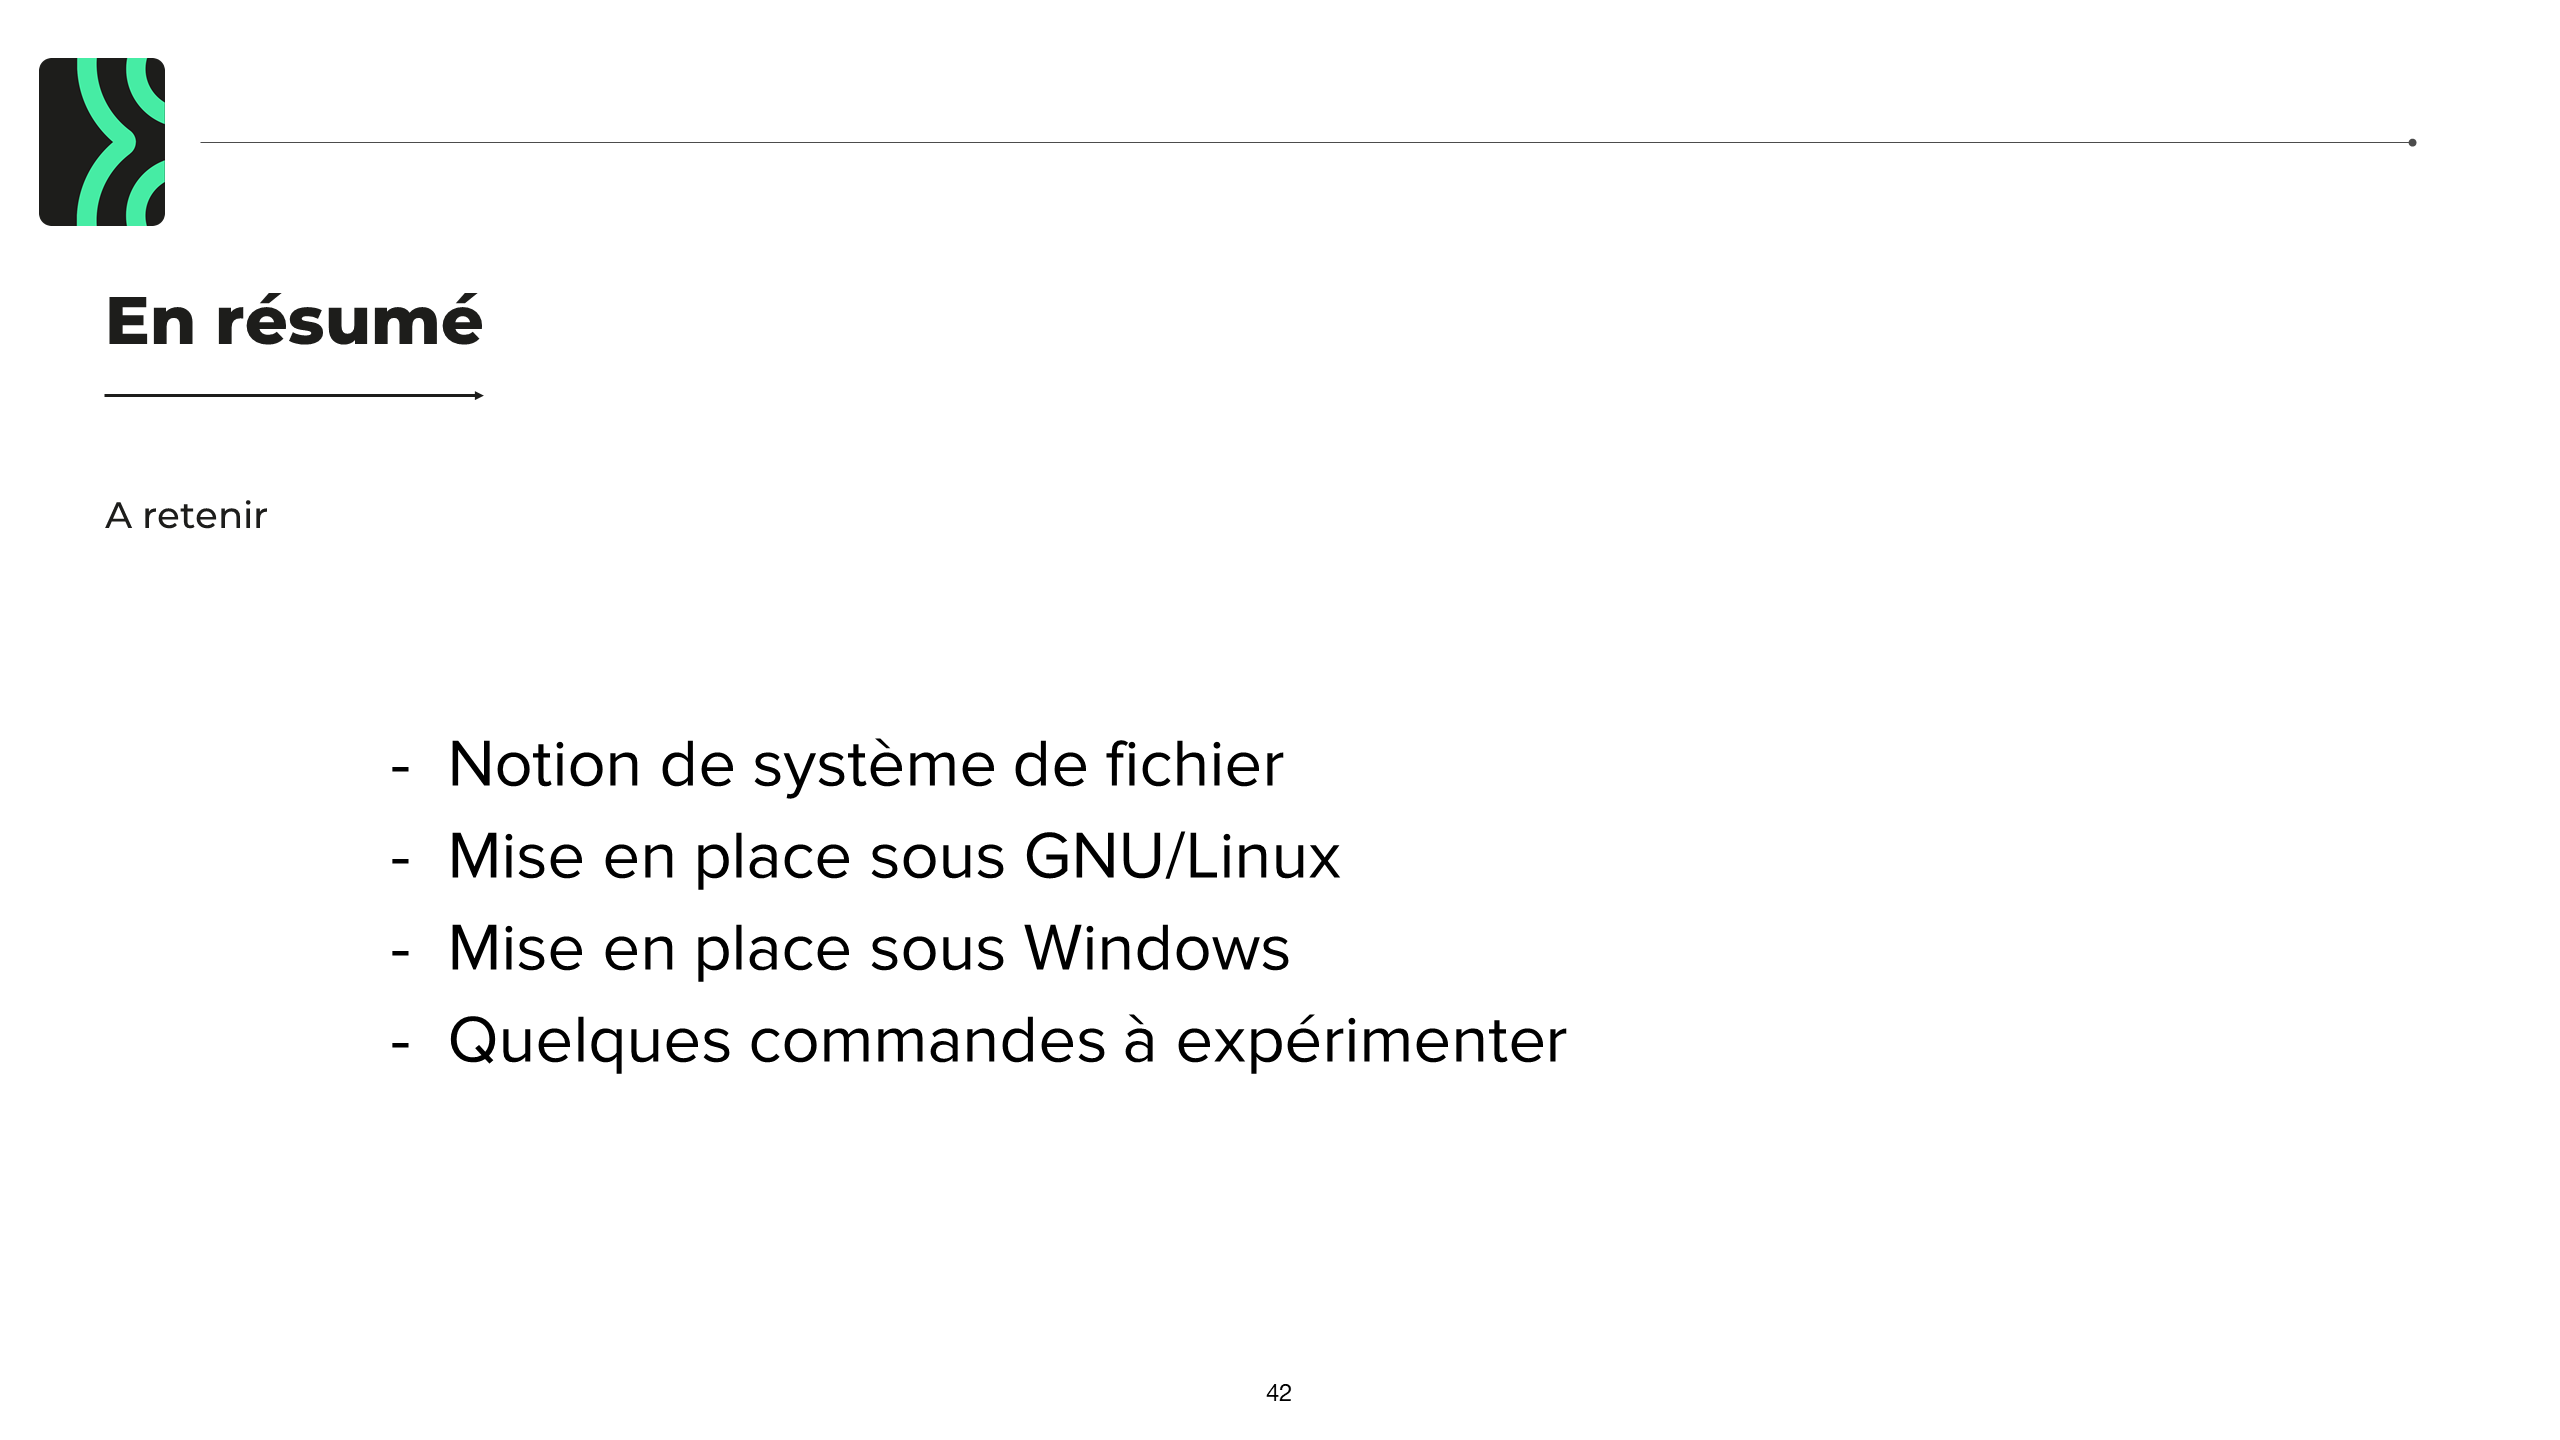 En résumé
A retenir
- Notion de système de fichier
- Mise en place sous GNU/Linux
- Mise en place sous Windows
- Quelques commandes à expérimenter
42